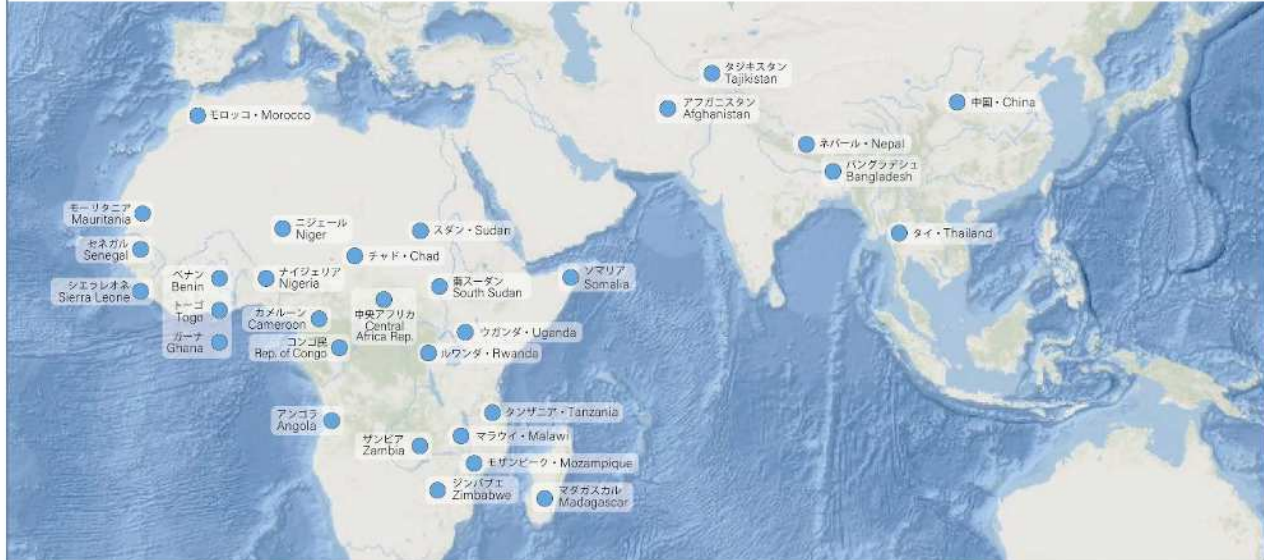 タジキスタン
Tajikistan
アフガニスタン
Afghanistan
中国・China
モロッコ・Morocco
ネパール・Nepal
バングラデシュ
Bangladesh
モーリタニア
Mauritania
ニジェール
Niger
スダン・Sudan
タイ・Thailand
セネガル
Senegal
チャド・Chad
ベナン
Benin
ナイジェリア
Nigeria
南スーダン
South Sudan
ソマリア
Somalia
シエラレオネ
Sierra Leone
トーゴ
Togo
カメルーン
Cameroon
中央アフリカ
Central
Africa Rep.
ウガンダ・Uganda
ガーナ
Ghana
コンゴ民
Rep. of Congo
ルワンダ・Rwanda
アンゴラ
Angola
タンザニア・Tanzania
ザンビア
Zambia
マラウイ・Malawi
モザンビーク・Mozampique
ジンバブエ
Zimbabwe
マダガスカル
Madagascar